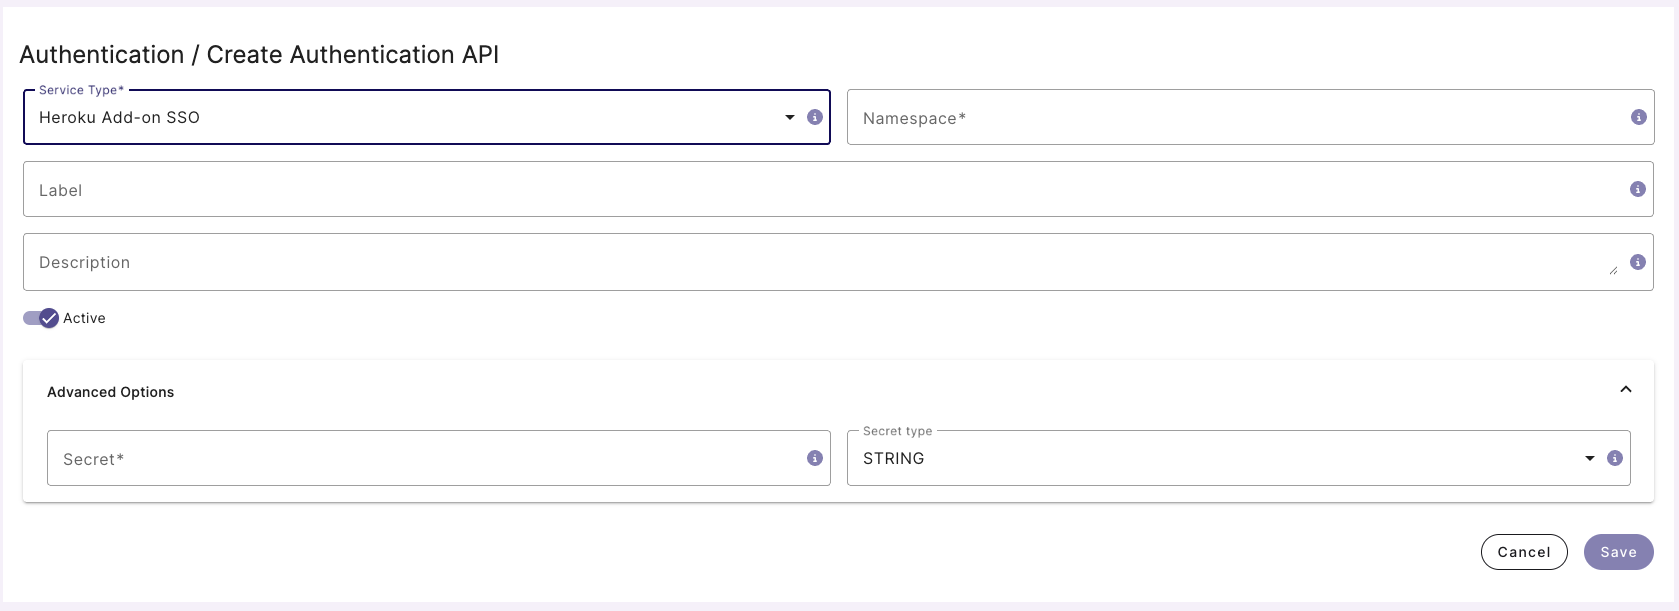 Authentication / Create Authentication API
Service Type*
Heroku Add-on SSO
Namespace*
Label
Description
Active
Advanced Options
Secret*
Secret type
STRING
Cancel
Save